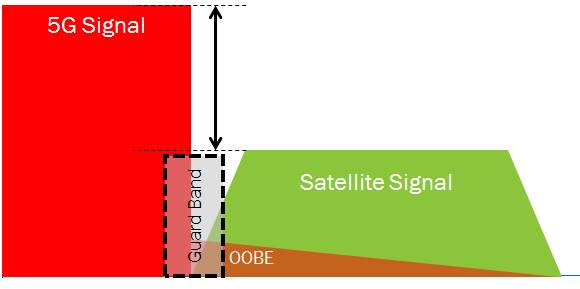 5G Signal
Guard Band
Satellite Signal
OOBE